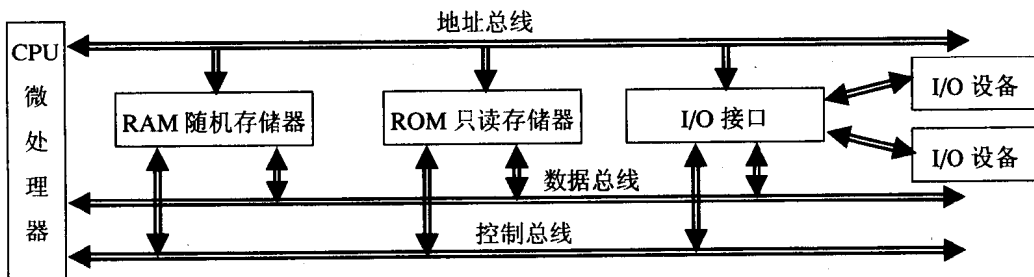 地址总线
CPU
微
处
理
器
RAM 随机存储器
ROM 只读存储器
I/O 接口
I/O 设备
I/O 设备
数据总线
控制总线